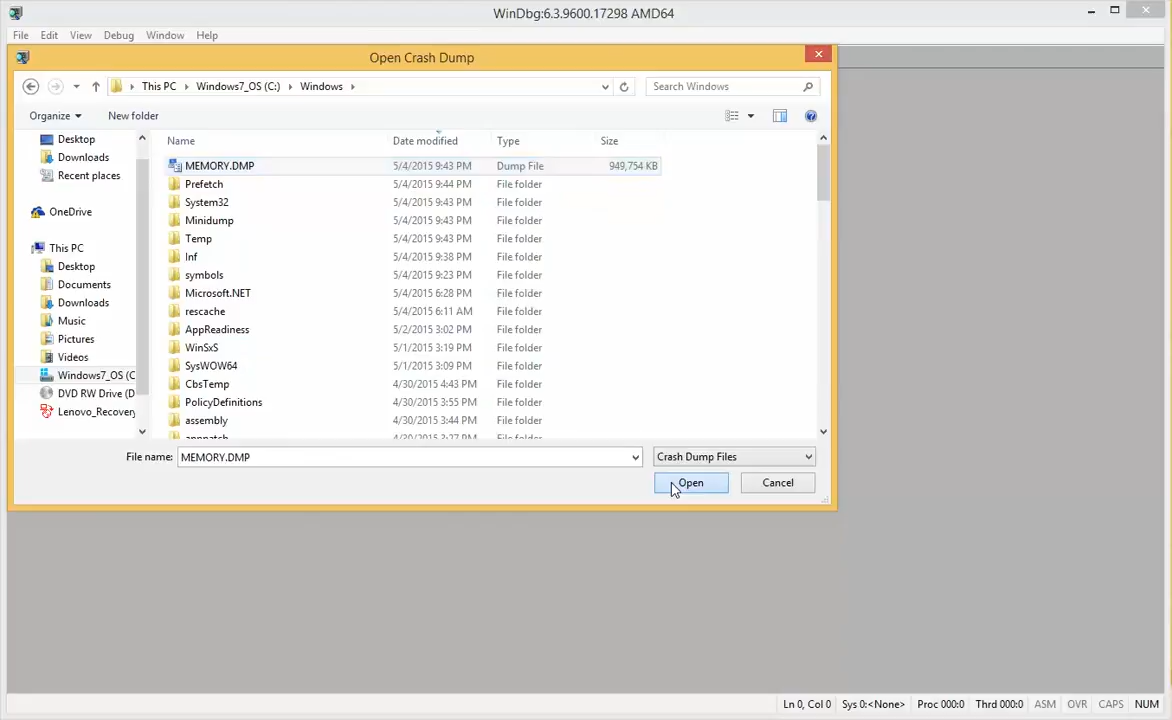 WinDbg:6.3.9600.17298 AMD64
File Edit View Debug Window Help
Open Crash Dump
This PC Windows7_OS (C:) Windows Search Windows
Organize New folder
Name Date modified Type Size
Desktop
Downloads
Recent places
OneDrive
This PC
Desktop
Documents
Downloads
Music
Pictures
Videos
Windows7_OS (C
DVD RW Drive (D
Lenovo_Recovery
MEMORY.DMP 5/4/2015 9:43 PM Dump File 949,754 KB
Prefetch 5/4/2015 9:44 PM File folder
System32 5/4/2015 9:43 PM File folder
Minidump 5/4/2015 9:43 PM File folder
Temp 5/4/2015 9:43 PM File folder
Inf 5/4/2015 9:38 PM File folder
symbols 5/4/2015 9:23 PM File folder
Microsoft.NET 5/4/2015 6:28 PM File folder
rescache 5/4/2015 6:11 AM File folder
AppReadiness 5/2/2015 3:02 PM File folder
WinSxS 5/1/2015 3:19 PM File folder
SysWOW64 5/1/2015 3:09 PM File folder
CbsTemp 4/30/2015 4:43 PM File folder
PolicyDefinitions 4/30/2015 3:55 PM File folder
assembly 4/30/2015 3:44 PM File folder
apppatch 4/30/2015 3:27 PM File folder
File name: MEMORY.DMP Crash Dump Files
Open Cancel
Ln 0, Col 0 Sys 0:<None> Proc 000:0 Thrd 000:0 ASM OVR CAPS NUM